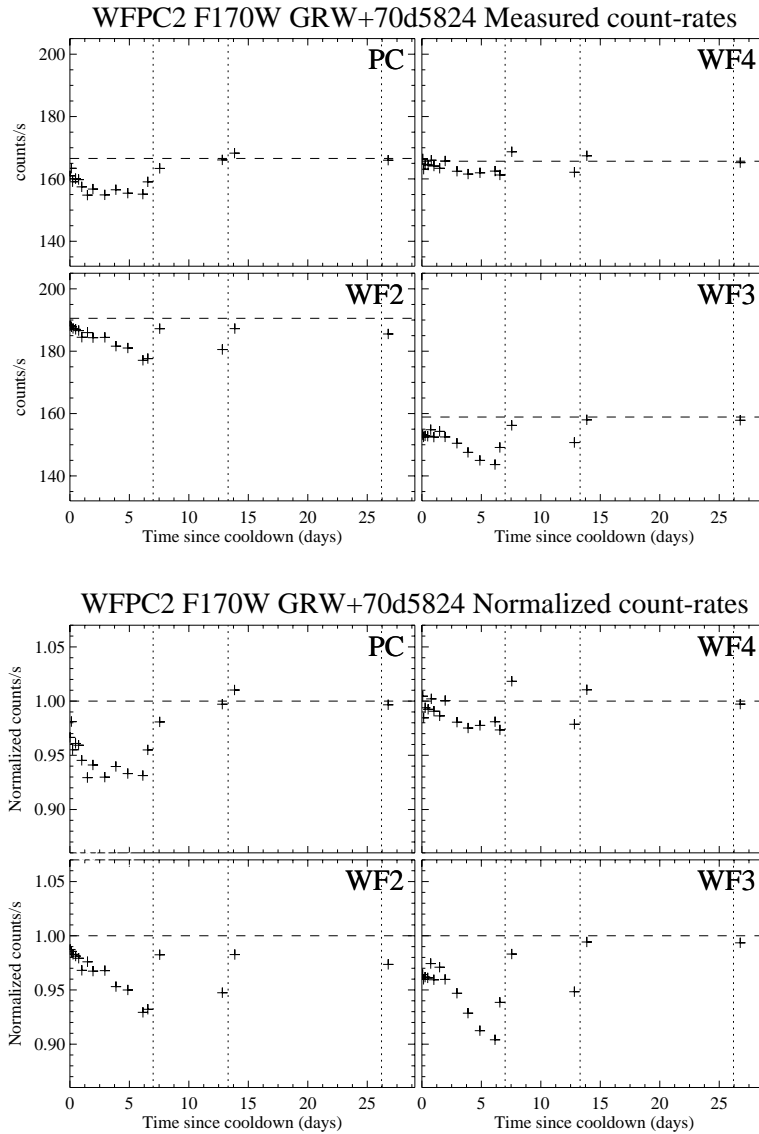 WFPC2 F170W GRW+70d5824 Measured count-rates
PC
WF4
200
180
160
140
counts/s
WF2
WF3
200
180
160
140
counts/s
0 5 10 15 20 25
0 5 10 15 20 25
Time since cooldown (days)
Time since cooldown (days)
WFPC2 F170W GRW+70d5824 Normalized count-rates
PC
WF4
1.05
1.00
0.95
0.90
Normalized counts/s
WF2
WF3
1.05
1.00
0.95
0.90
Normalized counts/s
0 5 10 15 20 25
0 5 10 15 20 25
Time since cooldown (days)
Time since cooldown (days)